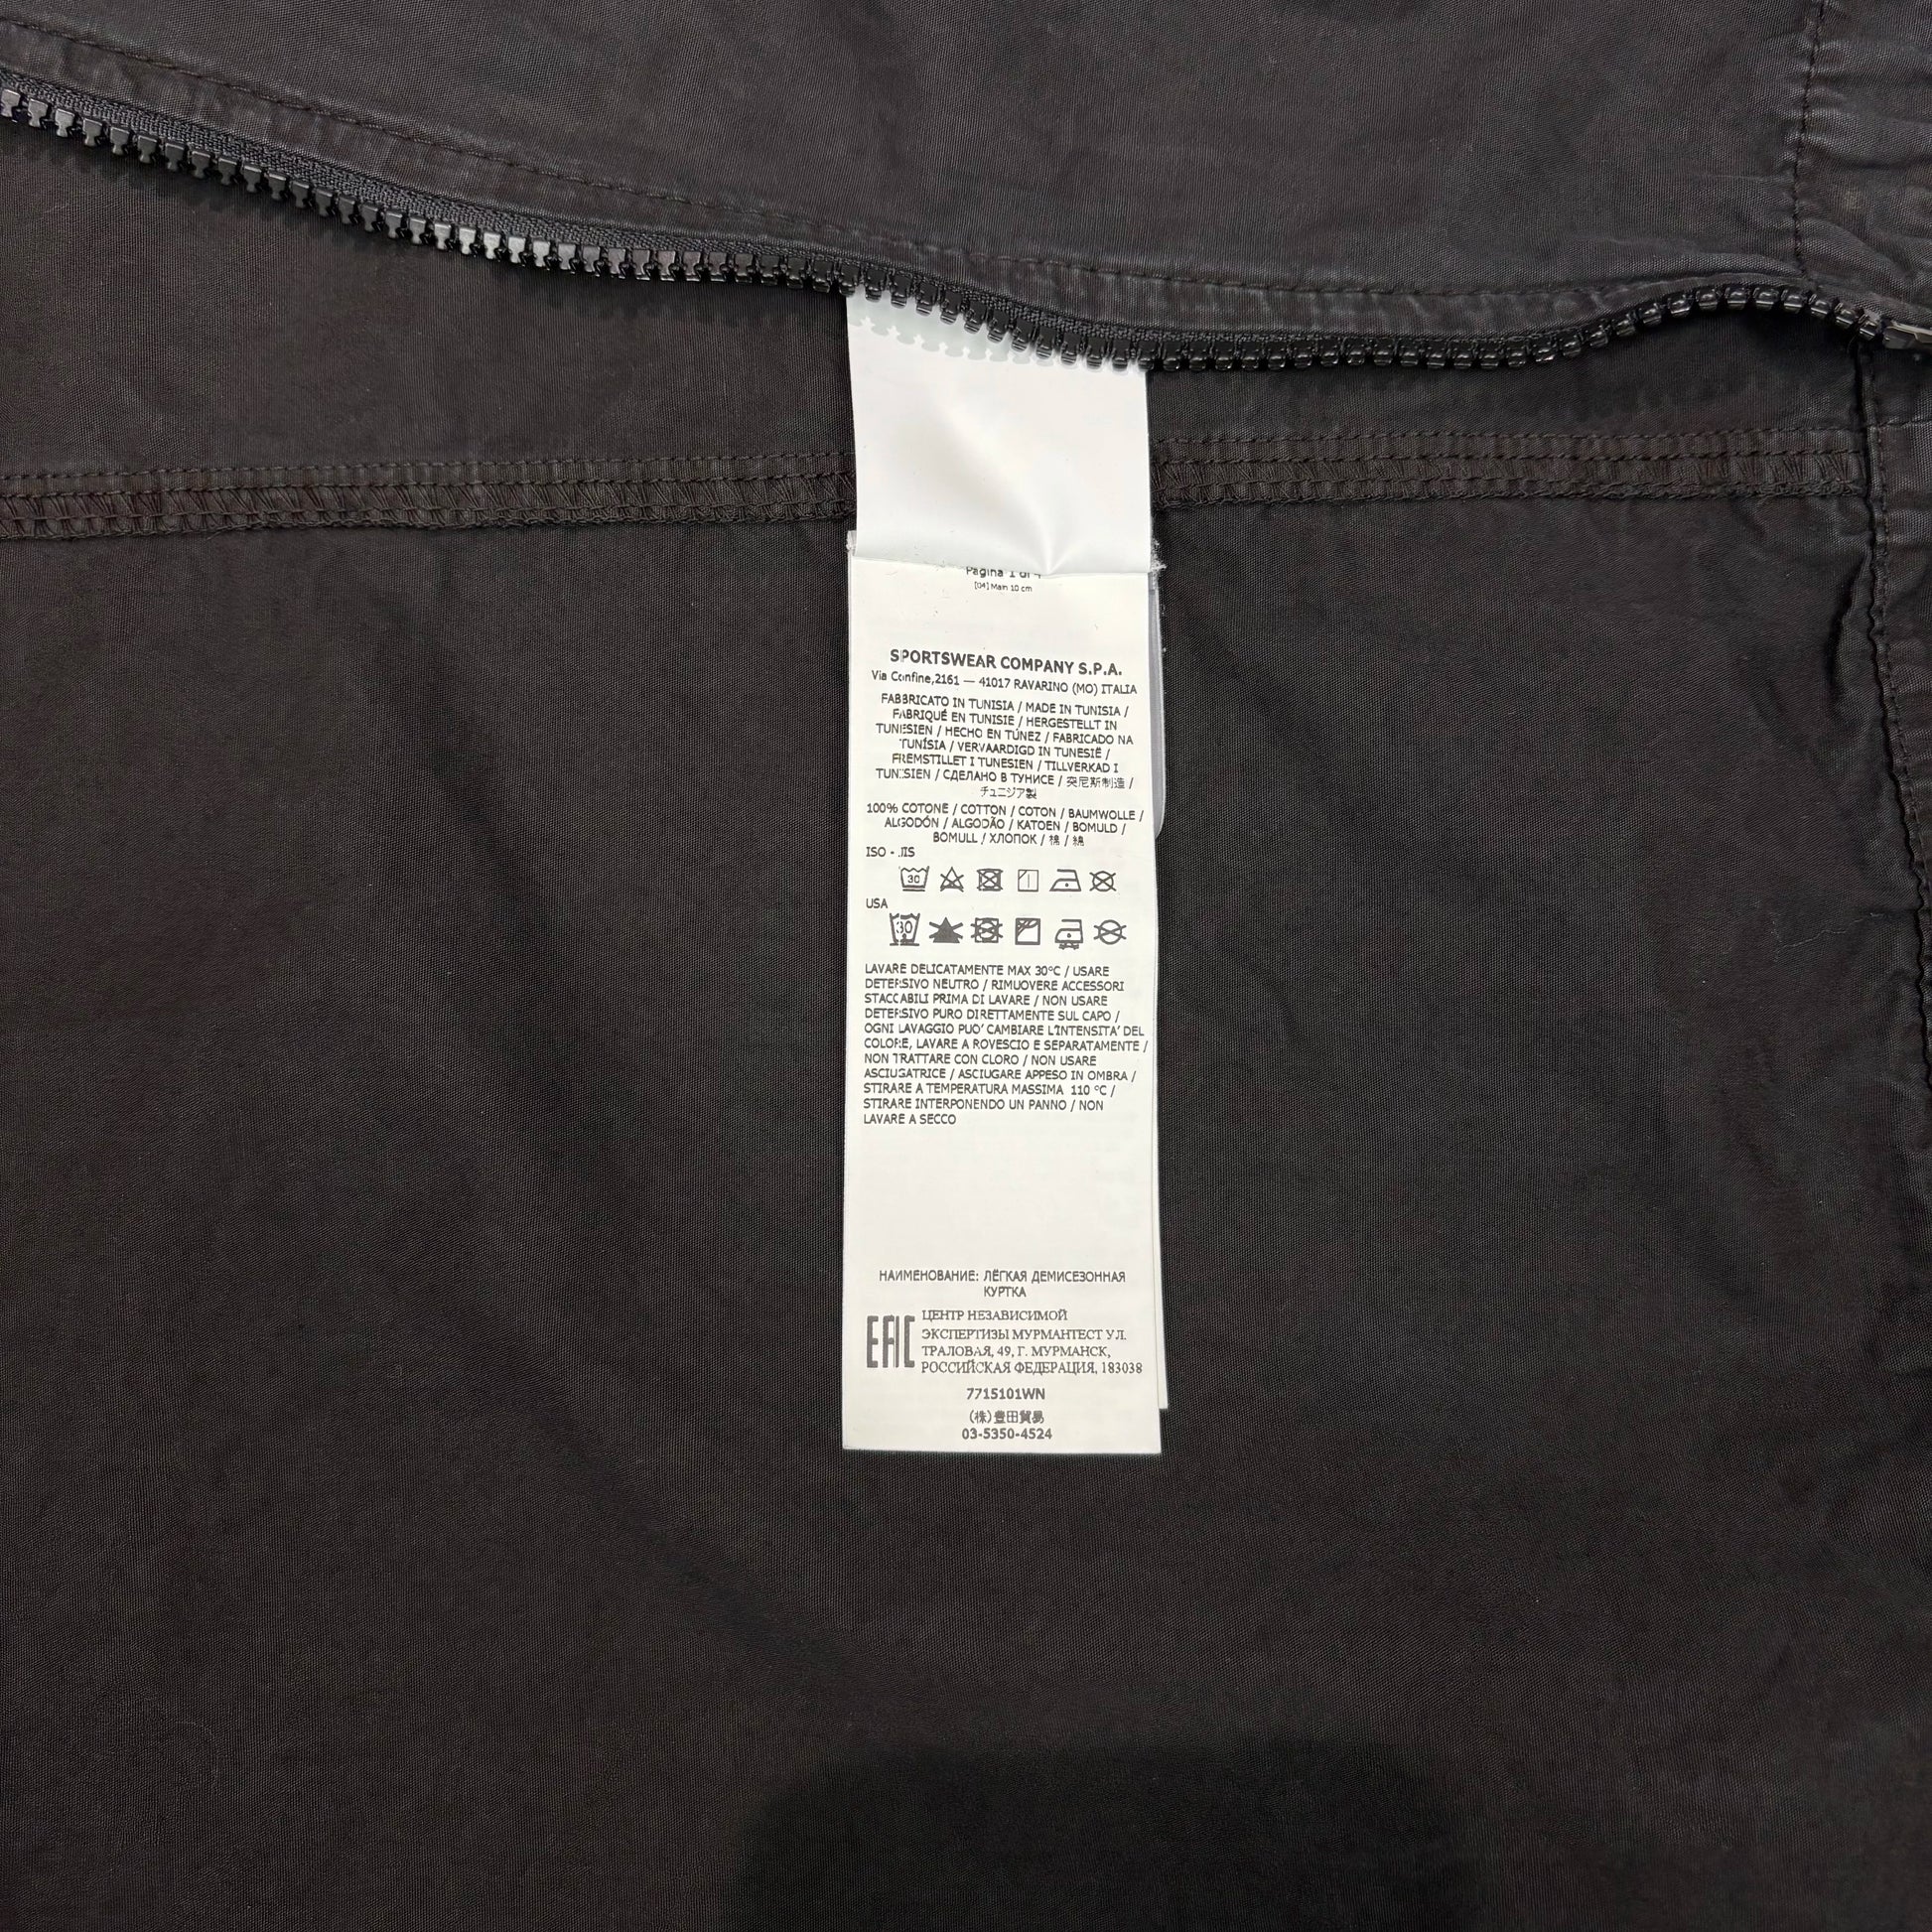 Pagina 1 of 4
[04] Main 10 cm
SPORTSWEAR COMPANY S.P.A.
Via Confine,2161 — 41017 RAVARINO (MO) ITALIA
FABBRICATO IN TUNISIA / MADE IN TUNISIA /
FABRIQUÉ EN TUNISIE / HERGESTELLT IN
TUNESIEN / HECHO EN TÚNEZ / FABRICADO NA
TUNÍSIA / VERVAARDIGD IN TUNESIË /
FREMSTILLET I TUNESIEN / TILLVERKAD I
TUNISIEN / СДЕЛАНО В ТУНИСЕ / 突尼斯制造 /
チュニジア製
100% COTONE / COTTON / COTON / BAUMWOLLE /
ALGODÓN / ALGODÃO / KATOEN / BOMULD /
BOMULL / ХЛОПОК / 棉 / 綿
ISO - JIS
30
USA
30
LAVARE DELICATAMENTE MAX 30°C / USARE
DETERSIVO NEUTRO / RIMUOVERE ACCESSORI
STACCABILI PRIMA DI LAVARE / NON USARE
DETERSIVO PURO DIRETTAMENTE SUL CAPO /
OGNI LAVAGGIO PUO' CAMBIARE L'INTENSITA' DEL
COLORE, LAVARE A ROVESCIO E SEPARATAMENTE /
NON TRATTARE CON CLORO / NON USARE
ASCIUGATRICE / ASCIUGARE APPESO IN OMBRA /
STIRARE A TEMPERATURA MASSIMA 110 °C /
STIRARE INTERPONENDO UN PANNO / NON
LAVARE A SECCO
НАИМЕНОВАНИЕ: ЛЁГКАЯ ДЕМИСЕЗОННАЯ
КУРТКА
EAC
ЦЕНТР НЕЗАВИСИМОЙ
ЭКСПЕРТИЗЫ МУРМАНТЕСТ УЛ.
ТРАЛОВАЯ, 49, Г. МУРМАНСК,
РОССИЙСКАЯ ФЕДЕРАЦИЯ, 183038
7715101WN
(株)豊田貿易
03-5350-4524